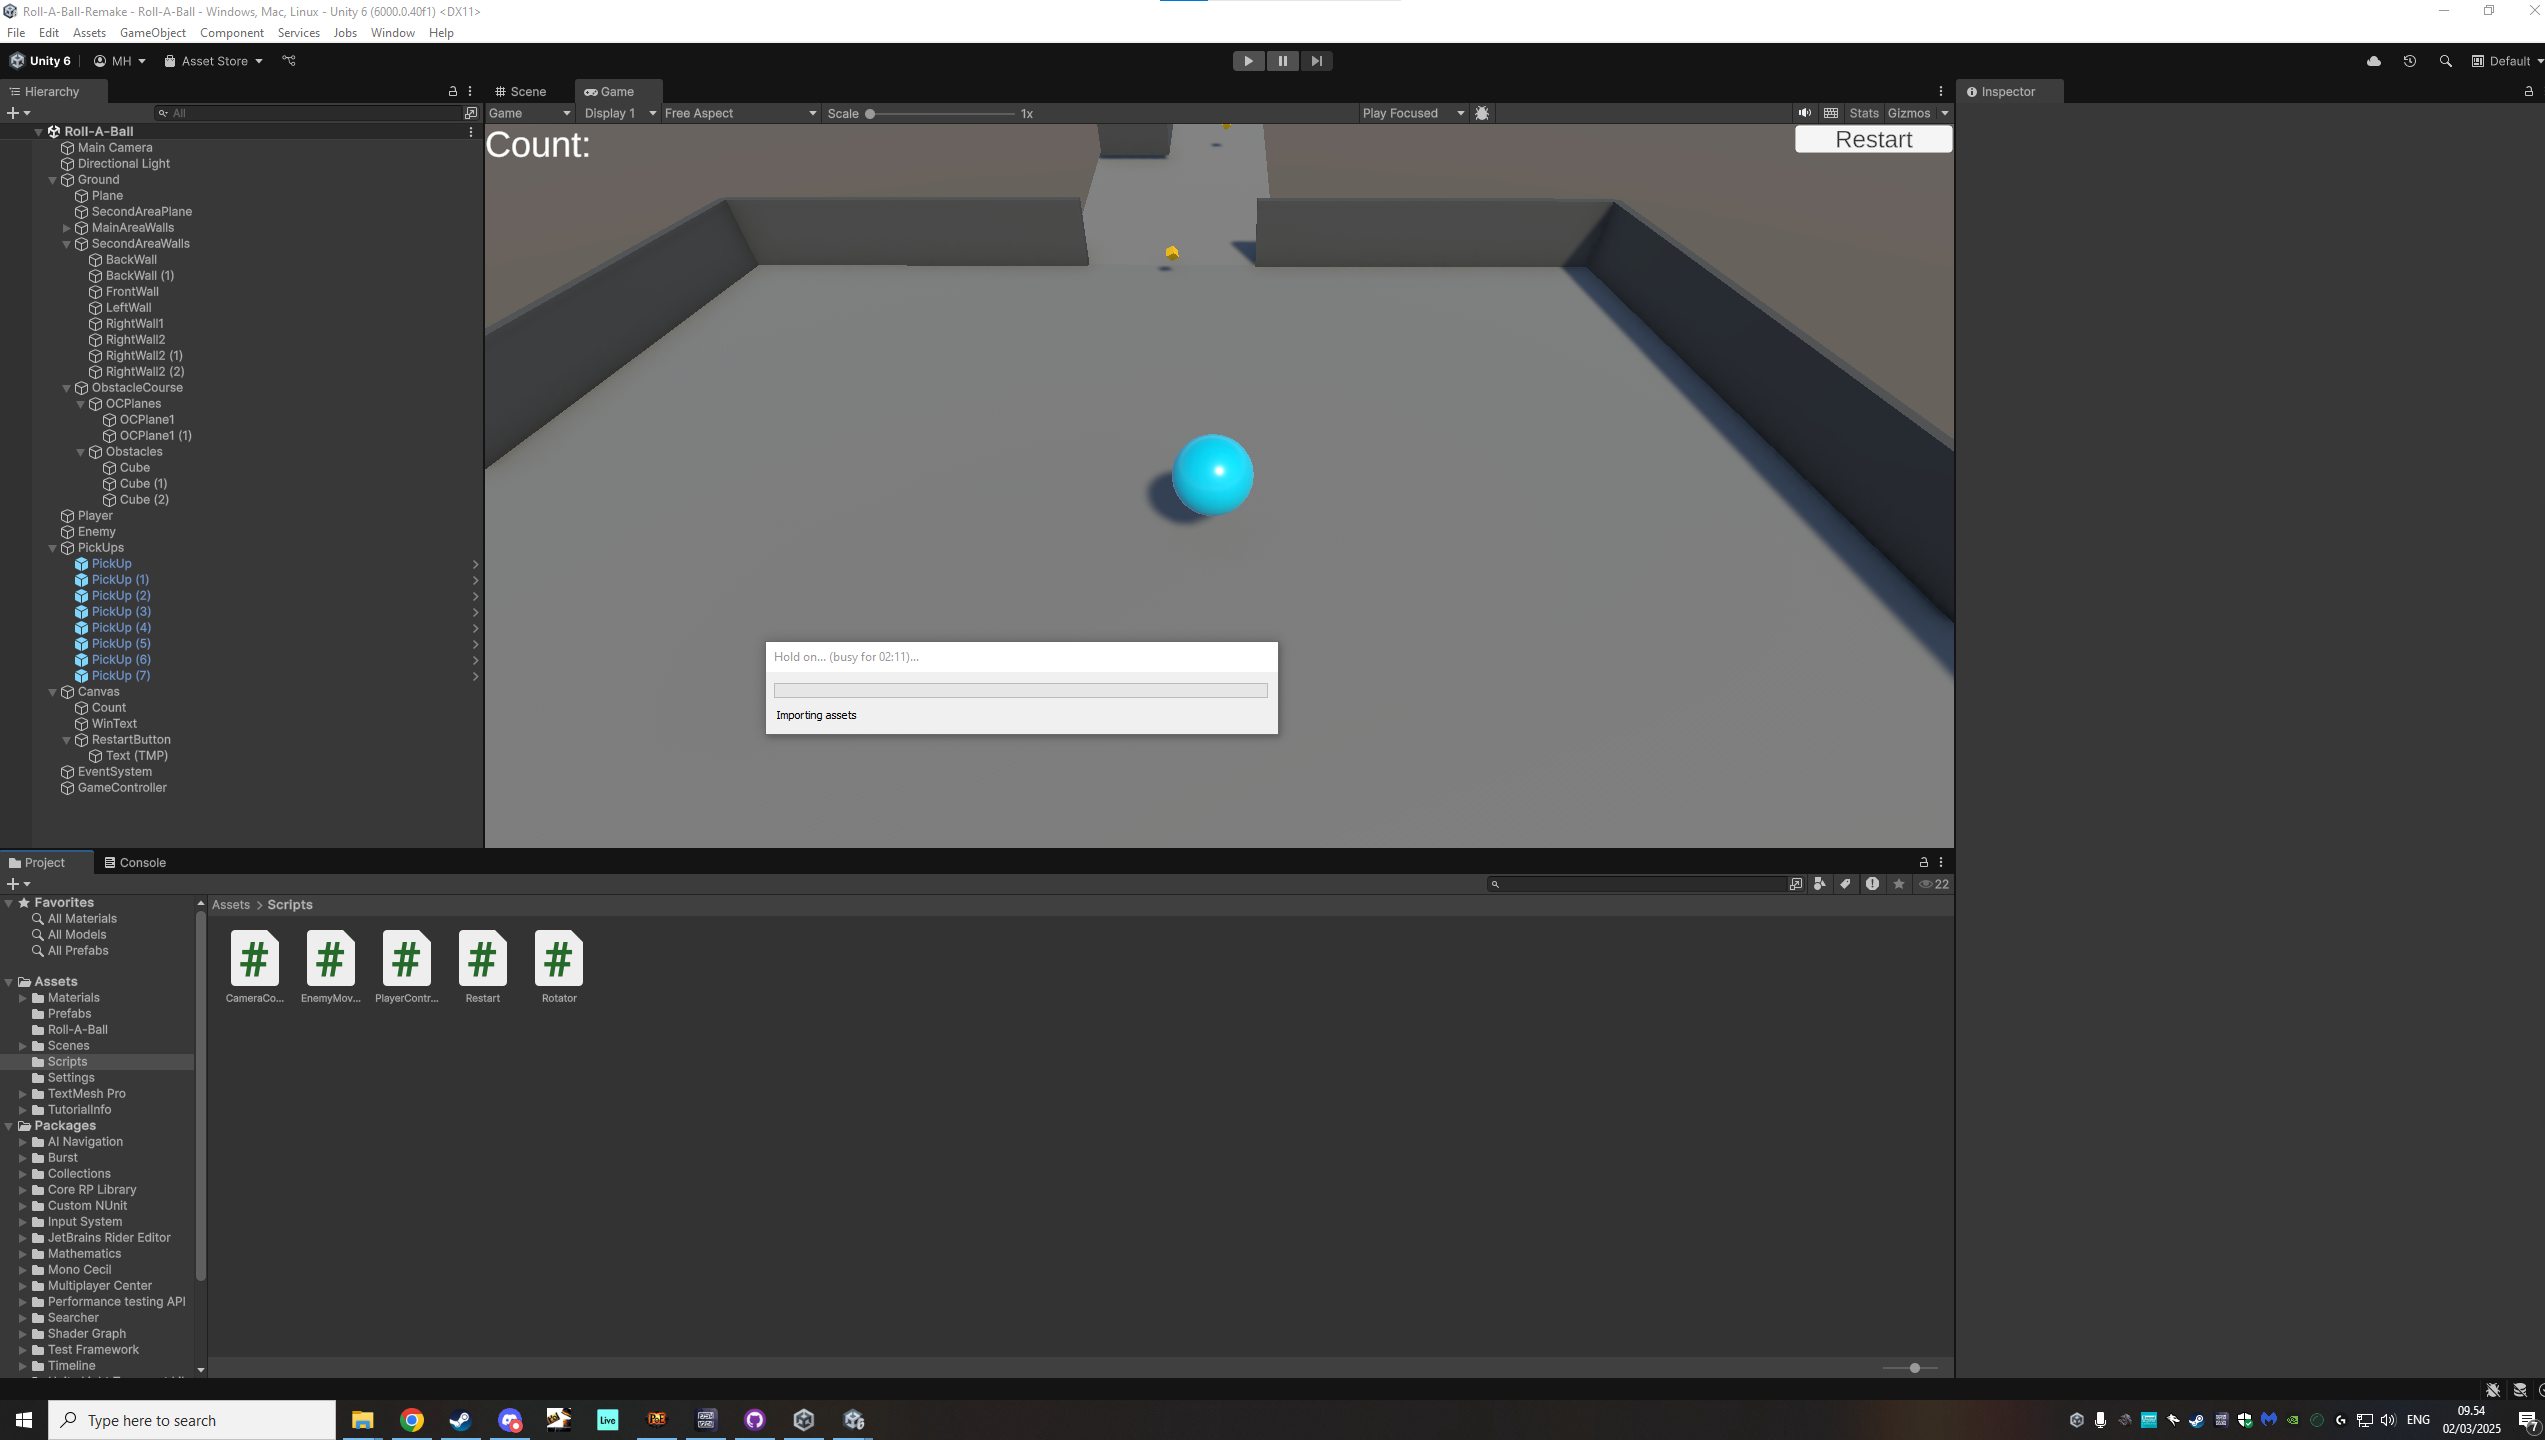 Roll-A-Ball-Remake - Roll-A-Ball - Windows, Mac, Linux - Unity 6 (6000.0.40f1) <DX11>
File Edit Assets GameObject Component Services Jobs Window Help
Unity 6 MH Asset Store Default
Hierarchy
All
Roll-A-Ball
Main Camera
Directional Light
Ground
Plane
SecondAreaPlane
MainAreaWalls
SecondAreaWalls
BackWall
BackWall (1)
FrontWall
LeftWall
RightWall1
RightWall2
RightWall2 (1)
RightWall2 (2)
ObstacleCourse
OCPlanes
OCPlane1
OCPlane1 (1)
Obstacles
Cube
Cube (1)
Cube (2)
Player
Enemy
PickUps
PickUp
PickUp (1)
PickUp (2)
PickUp (3)
PickUp (4)
PickUp (5)
PickUp (6)
PickUp (7)
Canvas
Count
WinText
RestartButton
Text (TMP)
EventSystem
GameController
Scene Game
Game Display 1 Free Aspect Scale 1x Play Focused Stats Gizmos
Count:
Restart
Hold on... (busy for 02:11)...
Importing assets
Inspector
Project Console
22
Favorites
All Materials
All Models
All Prefabs
Assets
Materials
Prefabs
Roll-A-Ball
Scenes
Scripts
Settings
TextMesh Pro
TutorialInfo
Packages
AI Navigation
Burst
Collections
Core RP Library
Custom NUnit
Input System
JetBrains Rider Editor
Mathematics
Mono Cecil
Multiplayer Center
Performance testing API
Searcher
Shader Graph
Test Framework
Timeline
Assets > Scripts
CameraCo... EnemyMov... PlayerContr... Restart Rotator
Type here to search
Live
ENG
09.54
02/03/2025
7